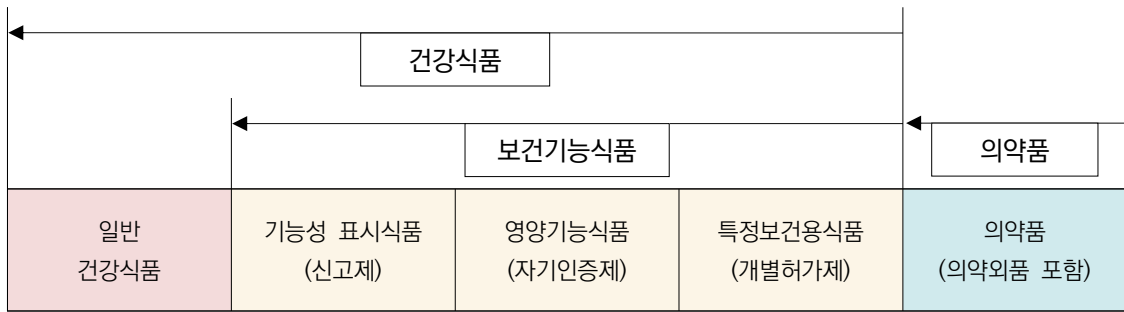 건강식품
보건기능식품
의약품
일반
건강식품
기능성 표시식품
(신고제)
영양기능식품
(자기인증제)
특정보건용식품
(개별허가제)
의약품
(의약외품 포함)